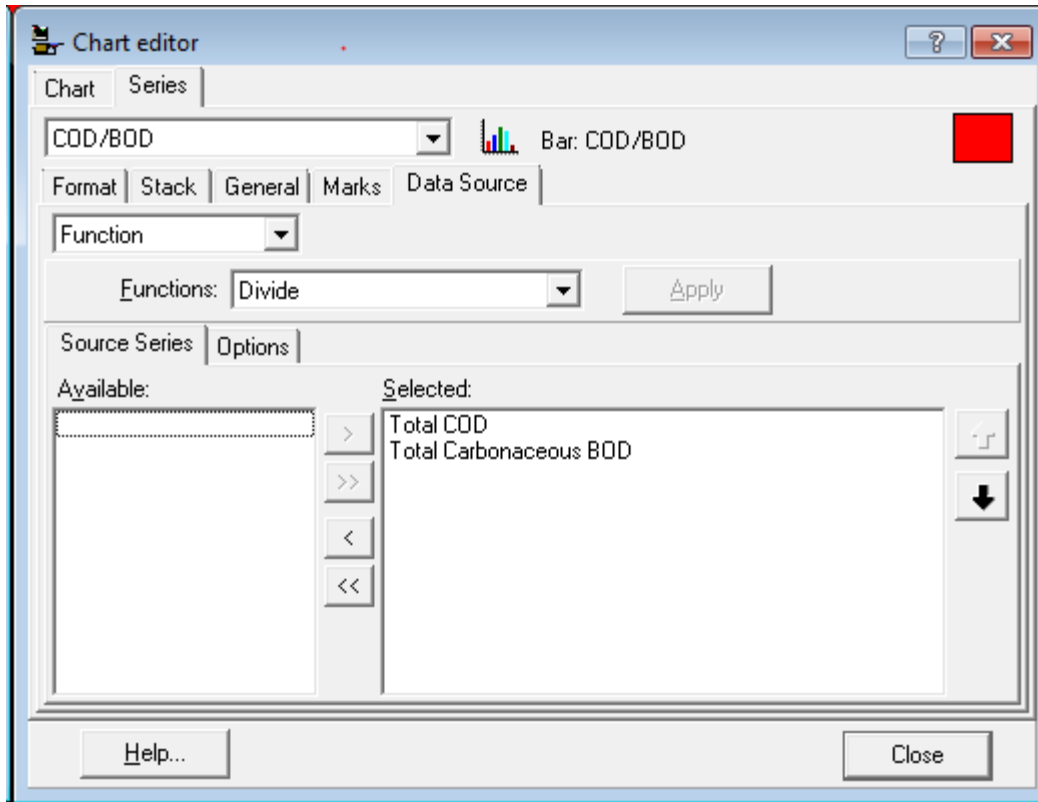 Chart editor
Chart Series
COD/BOD Bar: COD/BOD
Format Stack General Marks Data Source
Function
Functions: Divide Apply
Source Series Options
Available: Selected:
Total COD
> Total Carbonaceous BOD
>>
<
<<
Help... Close